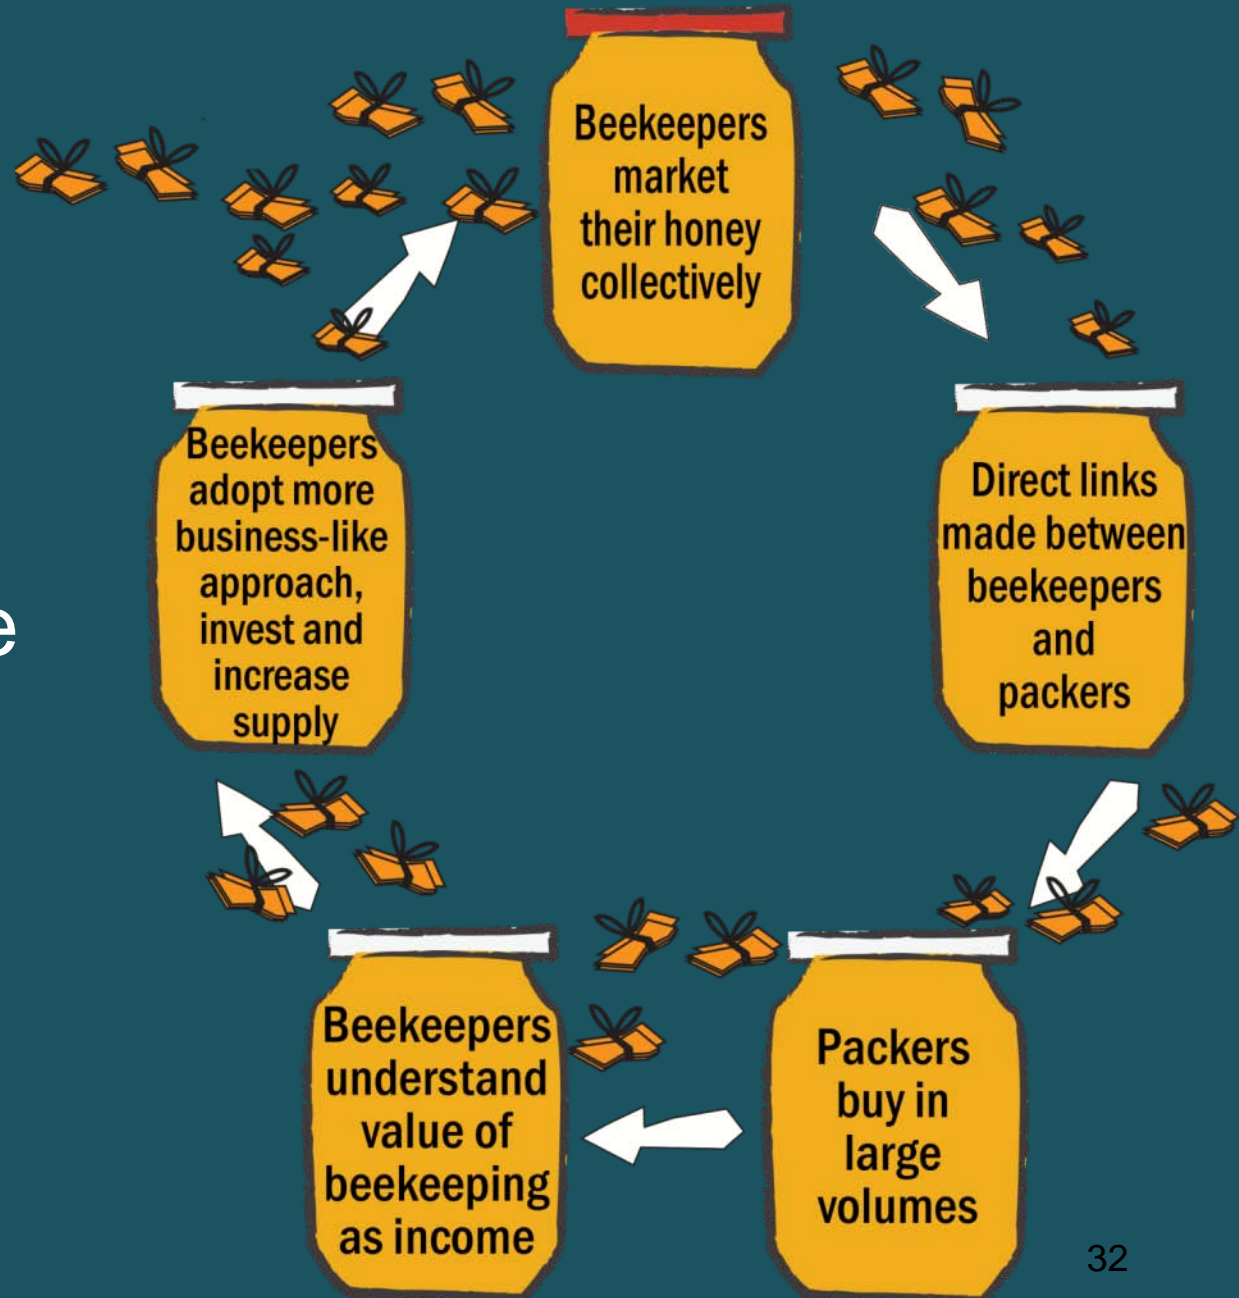 Beekeepers
market
their honey
collectively
Direct links
made between
beekeepers
and
packers
Packers
buy in
large
volumes
Beekeepers
understand
value of
beekeeping
as income
Beekeepers
adopt more
business-like
approach,
invest and
increase
supply
e
32